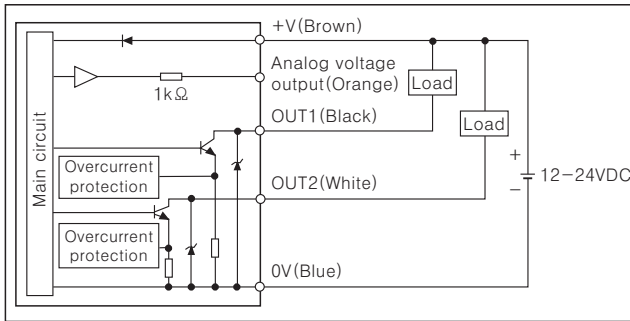 +V(Brown)
Analog voltage
output(Orange)
Load
1kΩ
OUT1(Black)
Load
Main circuit
Overcurrent
protection
+
12-24VDC
−
OUT2(White)
Overcurrent
protection
0V(Blue)